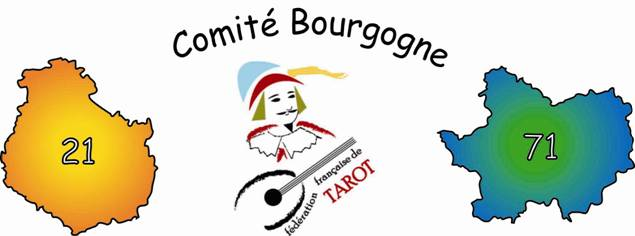 Comité Bourgogne
21
71
fédération française de
TAROT